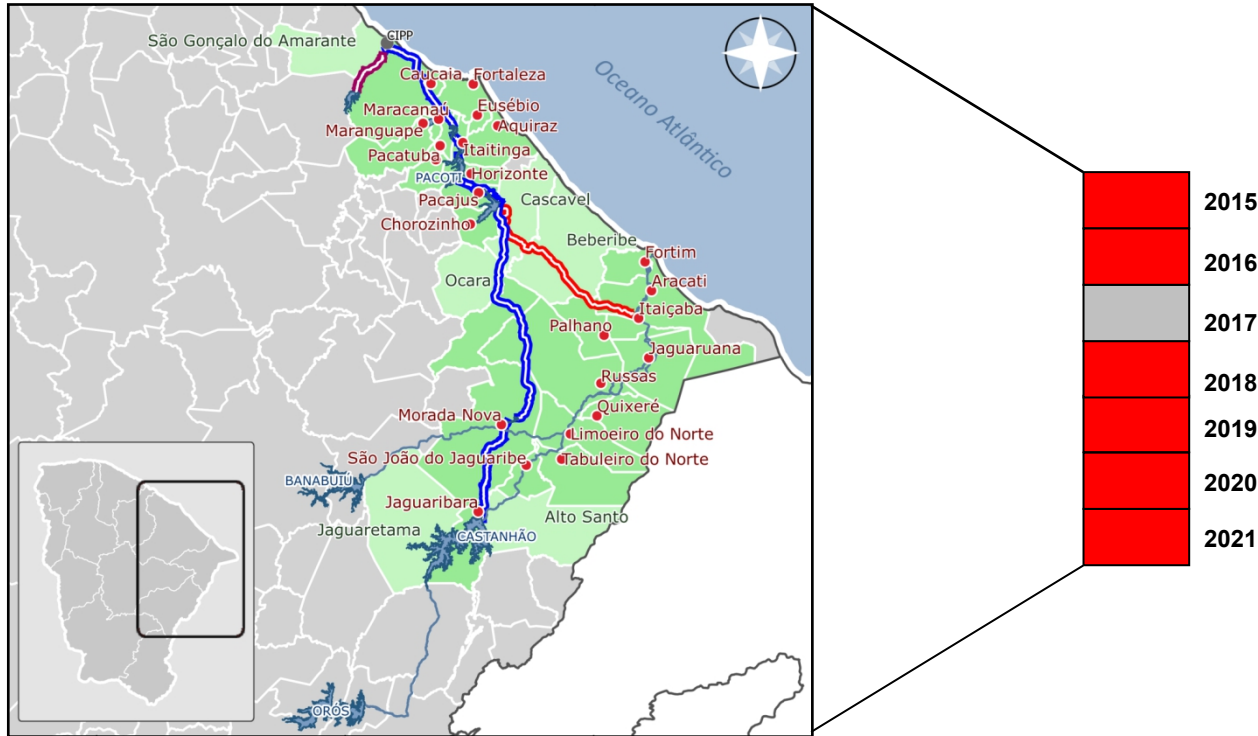 CIPP
São Gonçalo do Amarante
Caucaia
Fortaleza
Oceano Atlântico
Maracanaú
Eusébio
Maranguape
Aquiraz
Itaitinga
Pacatuba
Horizonte
PACOTI
Pacajus
Cascavel
Chorozinho
Beberibe
Fortim
Ocara
Aracati
Itaiçaba
Palhano
Jaguaruana
Russas
Morada Nova
Quixeré
Limoeiro do Norte
São João do Jaguaribe
Tabuleiro do Norte
BANABUIÚ
Jaguaribara
Alto Santo
Jaguaretama
CASTANHÃO
ORÓS
2015
2016
2017
2018
2019
2020
2021